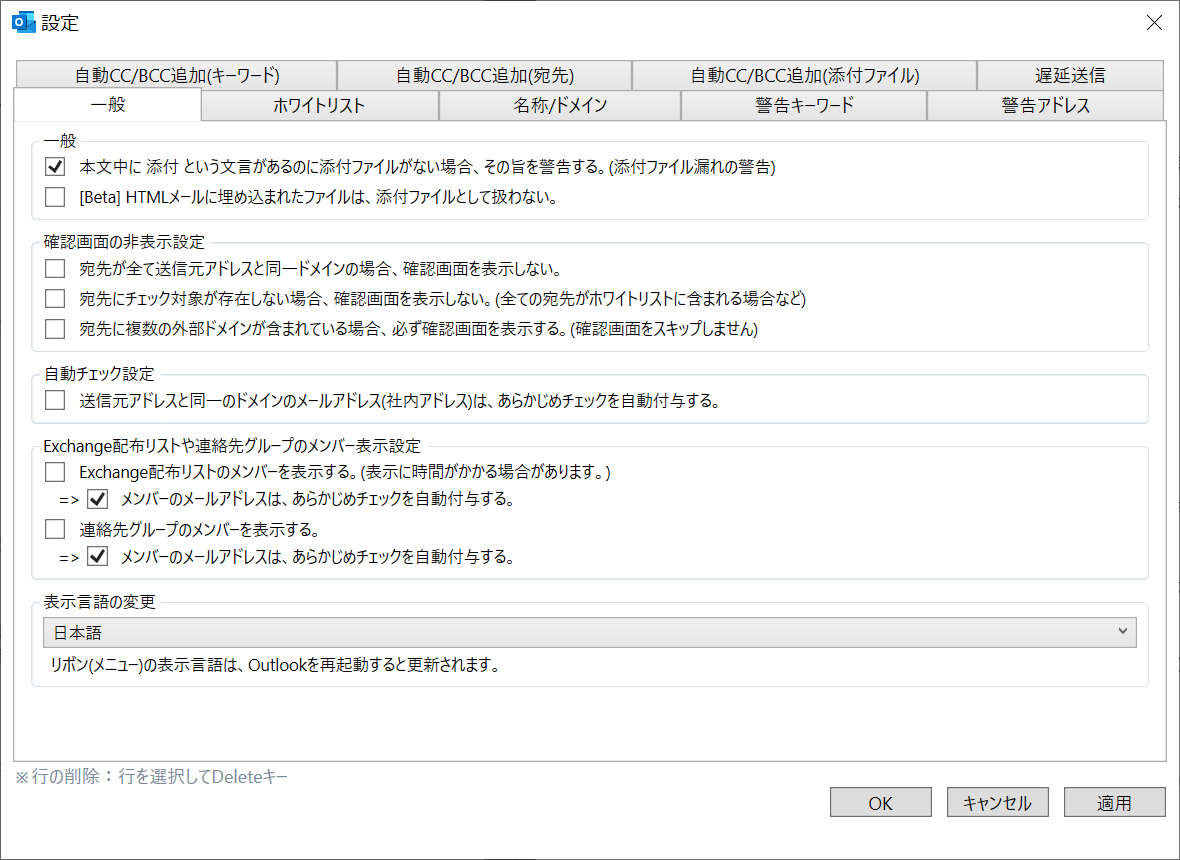 設定
自動CC/BCC追加(キーワード) 自動CC/BCC追加(宛先) 自動CC/BCC追加(添付ファイル) 遅延送信
一般 ホワイトリスト 名称/ドメイン 警告キーワード 警告アドレス
一般
本文中に 添付 という文言があるのに添付ファイルがない場合、その旨を警告する。(添付ファイル漏れの警告)
[Beta] HTMLメールに埋め込まれたファイルは、添付ファイルとして扱わない。
確認画面の非表示設定
宛先が全て送信元アドレスと同一ドメインの場合、確認画面を表示しない。
宛先にチェック対象が存在しない場合、確認画面を表示しない。(全ての宛先がホワイトリストに含まれる場合など)
宛先に複数の外部ドメインが含まれている場合、必ず確認画面を表示する。(確認画面をスキップしません)
自動チェック設定
送信元アドレスと同一のドメインのメールアドレス(社内アドレス)は、あらかじめチェックを自動付与する。
Exchange配布リストや連絡先グループのメンバー表示設定
Exchange配布リストのメンバーを表示する。(表示に時間がかかる場合があります。)
=> メンバーのメールアドレスは、あらかじめチェックを自動付与する。
連絡先グループのメンバーを表示する。
=> メンバーのメールアドレスは、あらかじめチェックを自動付与する。
表示言語の変更
日本語
リボン(メニュー)の表示言語は、Outlookを再起動すると更新されます。
※行の削除：行を選択してDeleteキー
OK キャンセル 適用